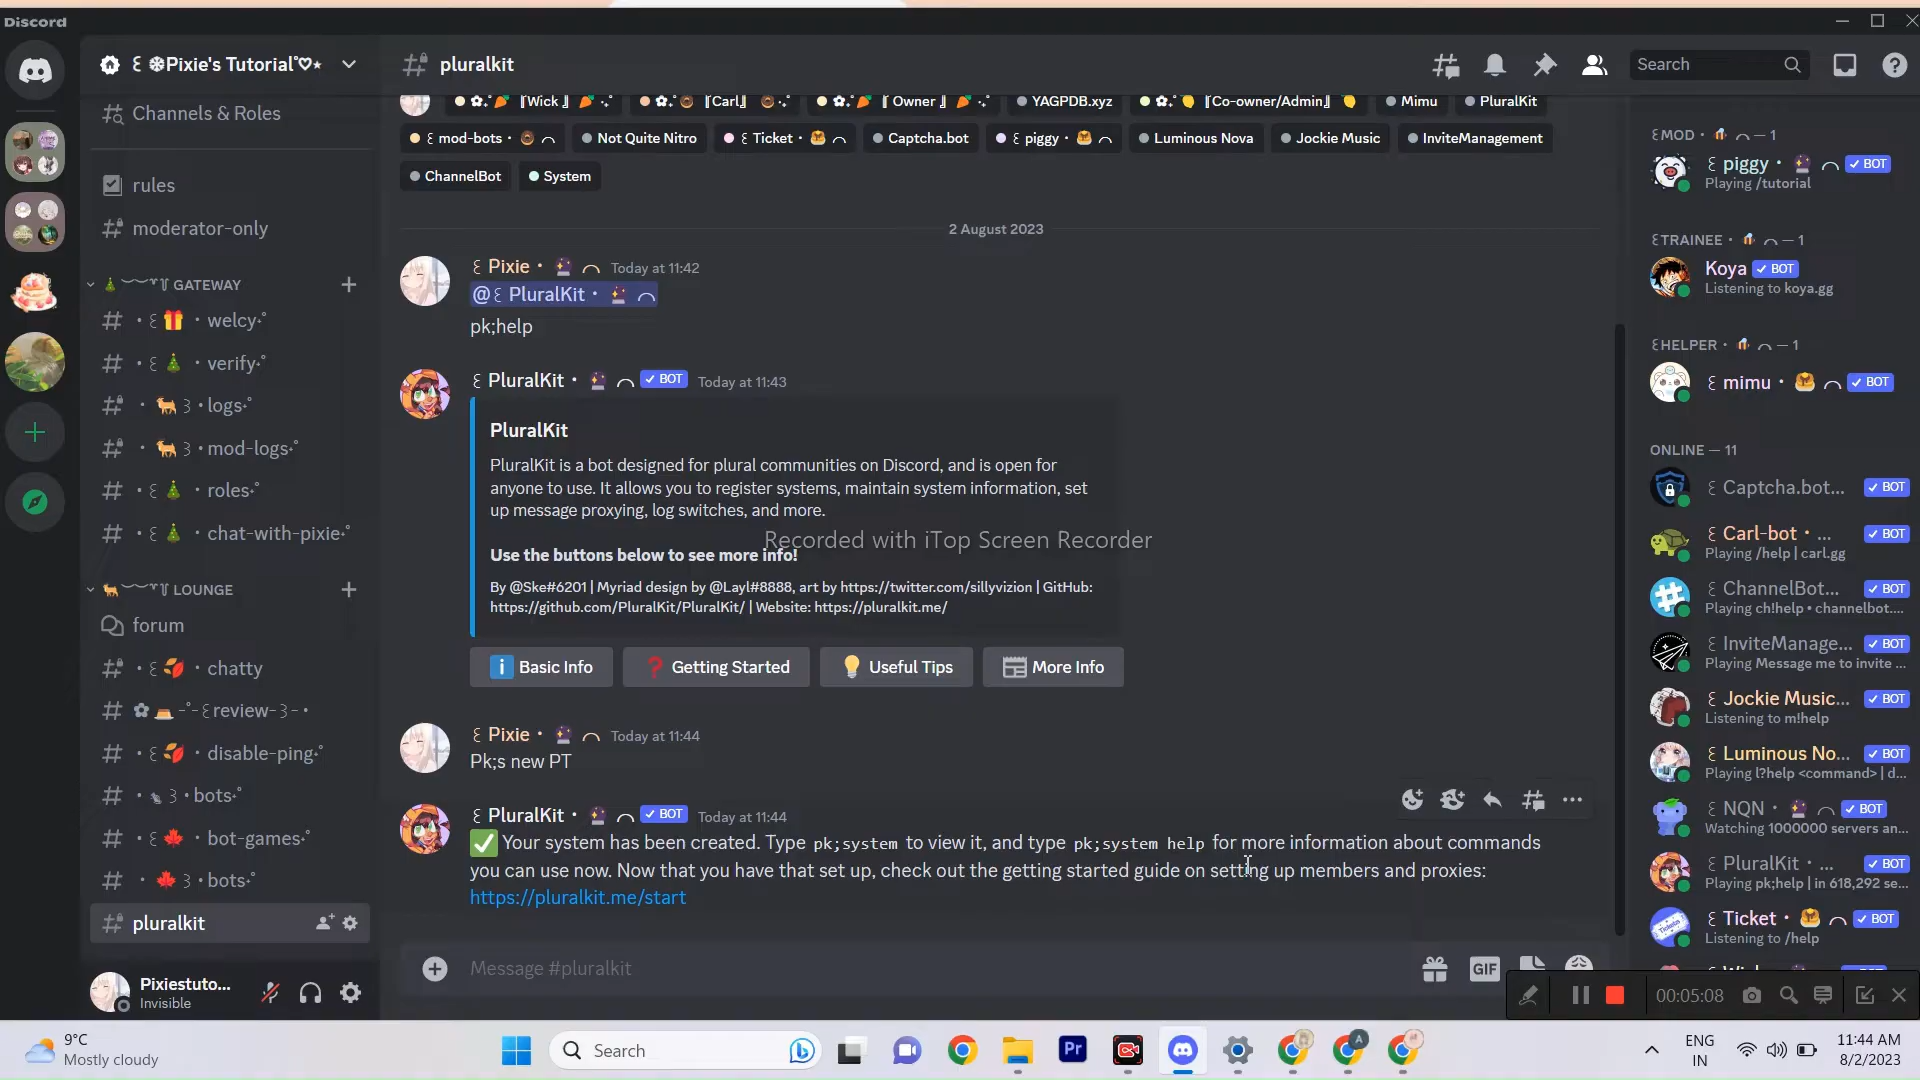 Discord
꒰ ❆Pixie's Tutorial˚♡⋆
Channels & Roles
rules
moderator-only
GATEWAY
welcy
verify
logs
mod-logs
roles
chat-with-pixie
LOUNGE
forum
chatty
review
disable-ping
bots
bot-games
bots
pluralkit
Pixiestuto...
Invisible
pluralkit
Search
『Wick』
『Carl』
『Owner』
YAGPDB.xyz
『Co-owner/Admin』
Mimu
PluralKit
mod-bots
Not Quite Nitro
Ticket
Captcha.bot
piggy
Luminous Nova
Jockie Music
InviteManagement
ChannelBot
System
2 August 2023
Pixie Today at 11:42
@꒰ PluralKit
pk;help
PluralKit ✓ BOT Today at 11:43
PluralKit
PluralKit is a bot designed for plural communities on Discord, and is open for
anyone to use. It allows you to register systems, maintain system information, set
up message proxying, log switches, and more.
Recorded with iTop Screen Recorder
Use the buttons below to see more info!
By @Ske#6201 | Myriad design by @Layl#8888, art by https://twitter.com/sillyvizion | GitHub:
https://github.com/PluralKit/PluralKit/ | Website: https://pluralkit.me/
Basic Info
Getting Started
Useful Tips
More Info
Pixie Today at 11:44
Pk;s new PT
PluralKit ✓ BOT Today at 11:44
Your system has been created. Type pk;system to view it, and type pk;system help for more information about commands
you can use now. Now that you have that set up, check out the getting started guide on setting up members and proxies:
https://pluralkit.me/start
Message #pluralkit
GIF
MOD — 1
piggy ✓ BOT
Playing /tutorial
TRAINEE — 1
Koya ✓ BOT
Listening to koya.gg
HELPER — 1
mimu ✓ BOT
ONLINE — 11
Captcha.bot... ✓ BOT
Carl-bot ... ✓ BOT
Playing /help | carl.gg
ChannelBot... ✓ BOT
Playing ch!help • channelbot....
InviteManage... ✓ BOT
Playing Message me to invite ...
Jockie Music... ✓ BOT
Listening to m!help
Luminous No... ✓ BOT
Playing l?help <command> | d...
NQN ✓ BOT
Watching 1000000 servers an...
PluralKit ... ✓ BOT
Playing pk;help | in 618,292 se...
Ticket ✓ BOT
Listening to /help
00:05:08
9°C
Mostly cloudy
Search
Pr
A
ENG
IN
11:44 AM
8/2/2023